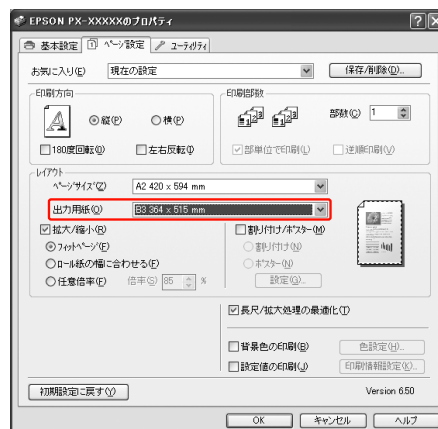 EPSON PX-XXXXXのプロパティ
基本設定 ページ設定 ユーティリティ
お気に入り(E) 現在の設定 保存/削除(O)...
印刷方向
縦(P) 横(P)
180度回転(O) 左右反転(I)
印刷部数
部数(C) 1
部単位で印刷(L) 逆順印刷(V)
レイアウト
ページサイズ(Z) A2 420 x 594 mm
出力用紙(Q) B3 364 x 515 mm
拡大/縮小(R)
フィットページ(F)
ロール紙の幅に合わせる(F)
任意倍率(F) 倍率(S) 85 %
割り付け/ポスター(M)
割り付け(N)
ポスター(N)
設定(G)...
長尺/拡大処理の最適化(T)
背景色の印刷(B) 色設定(H)...
設定値の印刷(J) 印刷情報設定(K)...
初期設定に戻す(Y) Version 6.50
OK キャンセル ヘルプ